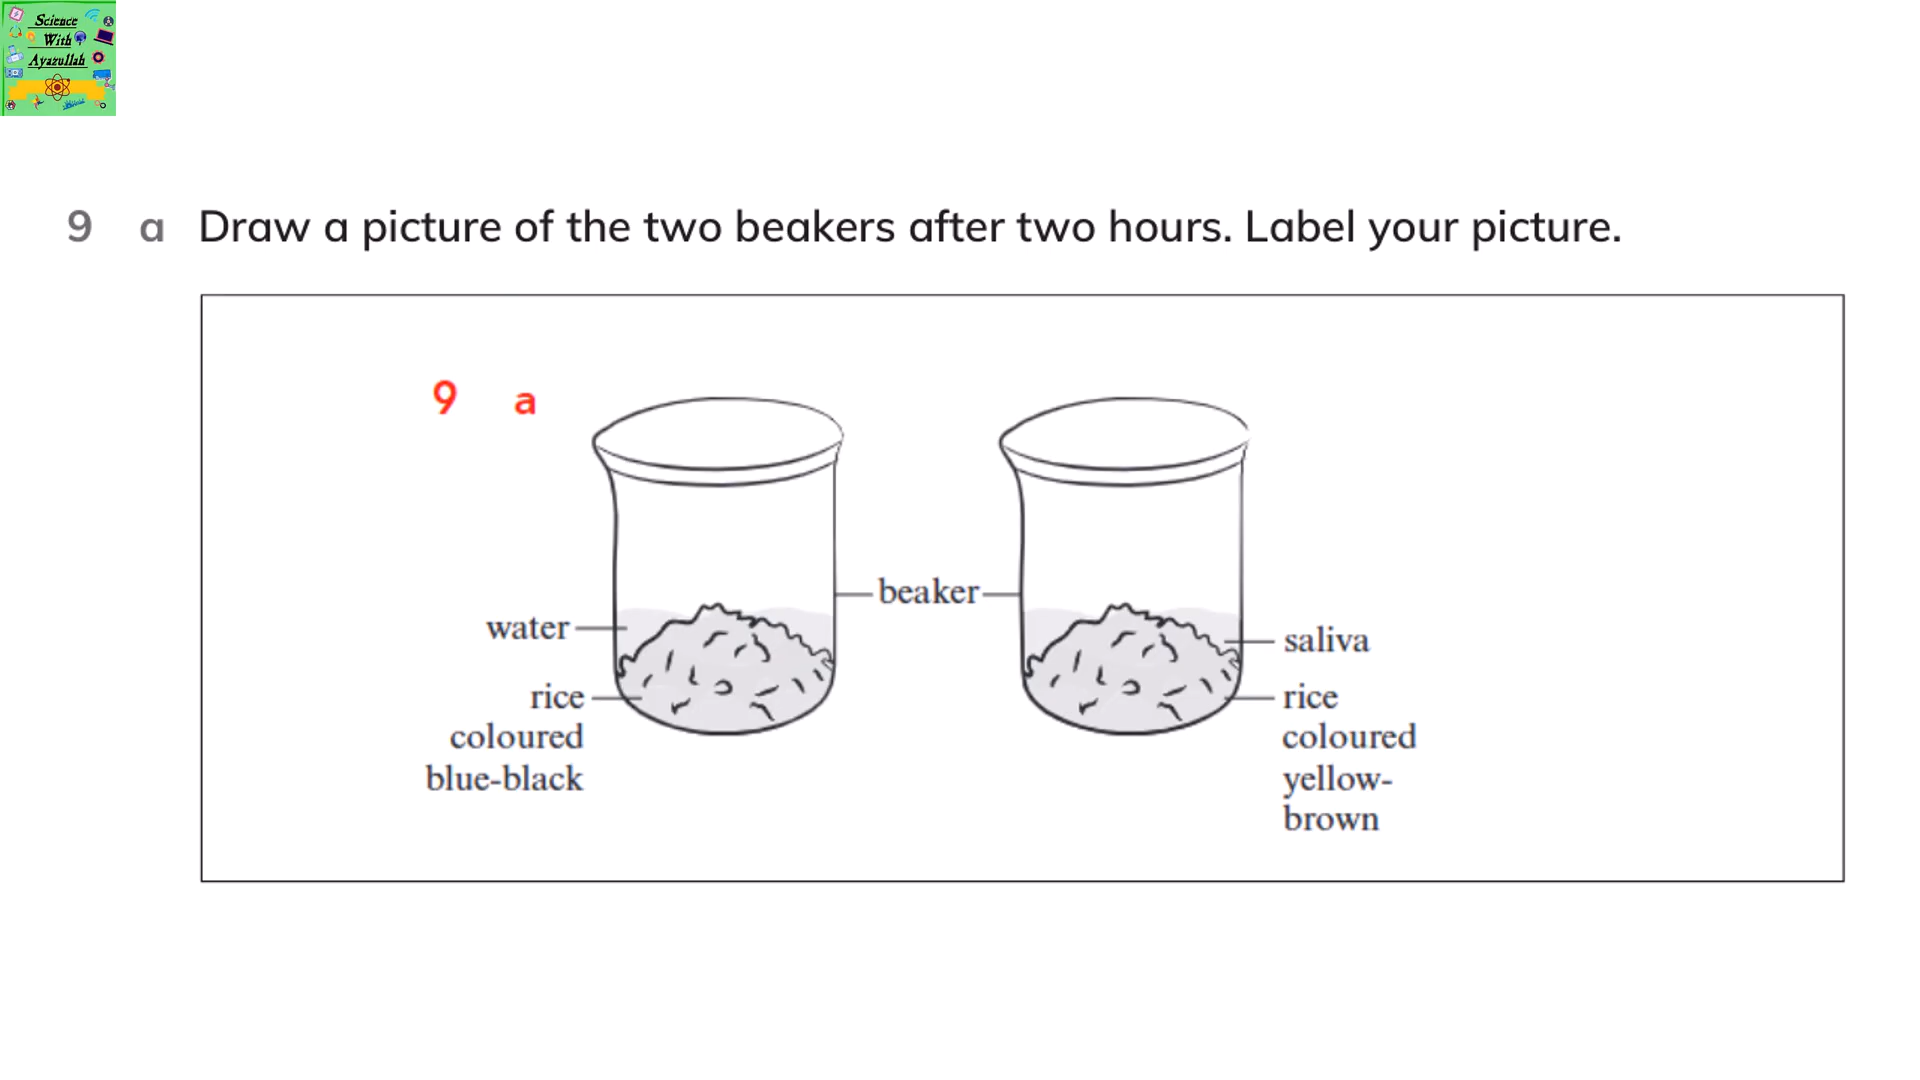 Science
With
Ayazullah
9 a Draw a picture of the two beakers after two hours. Label your picture.
9 a
beaker
water
saliva
rice
coloured
blue-black
rice
coloured
yellow-
brown